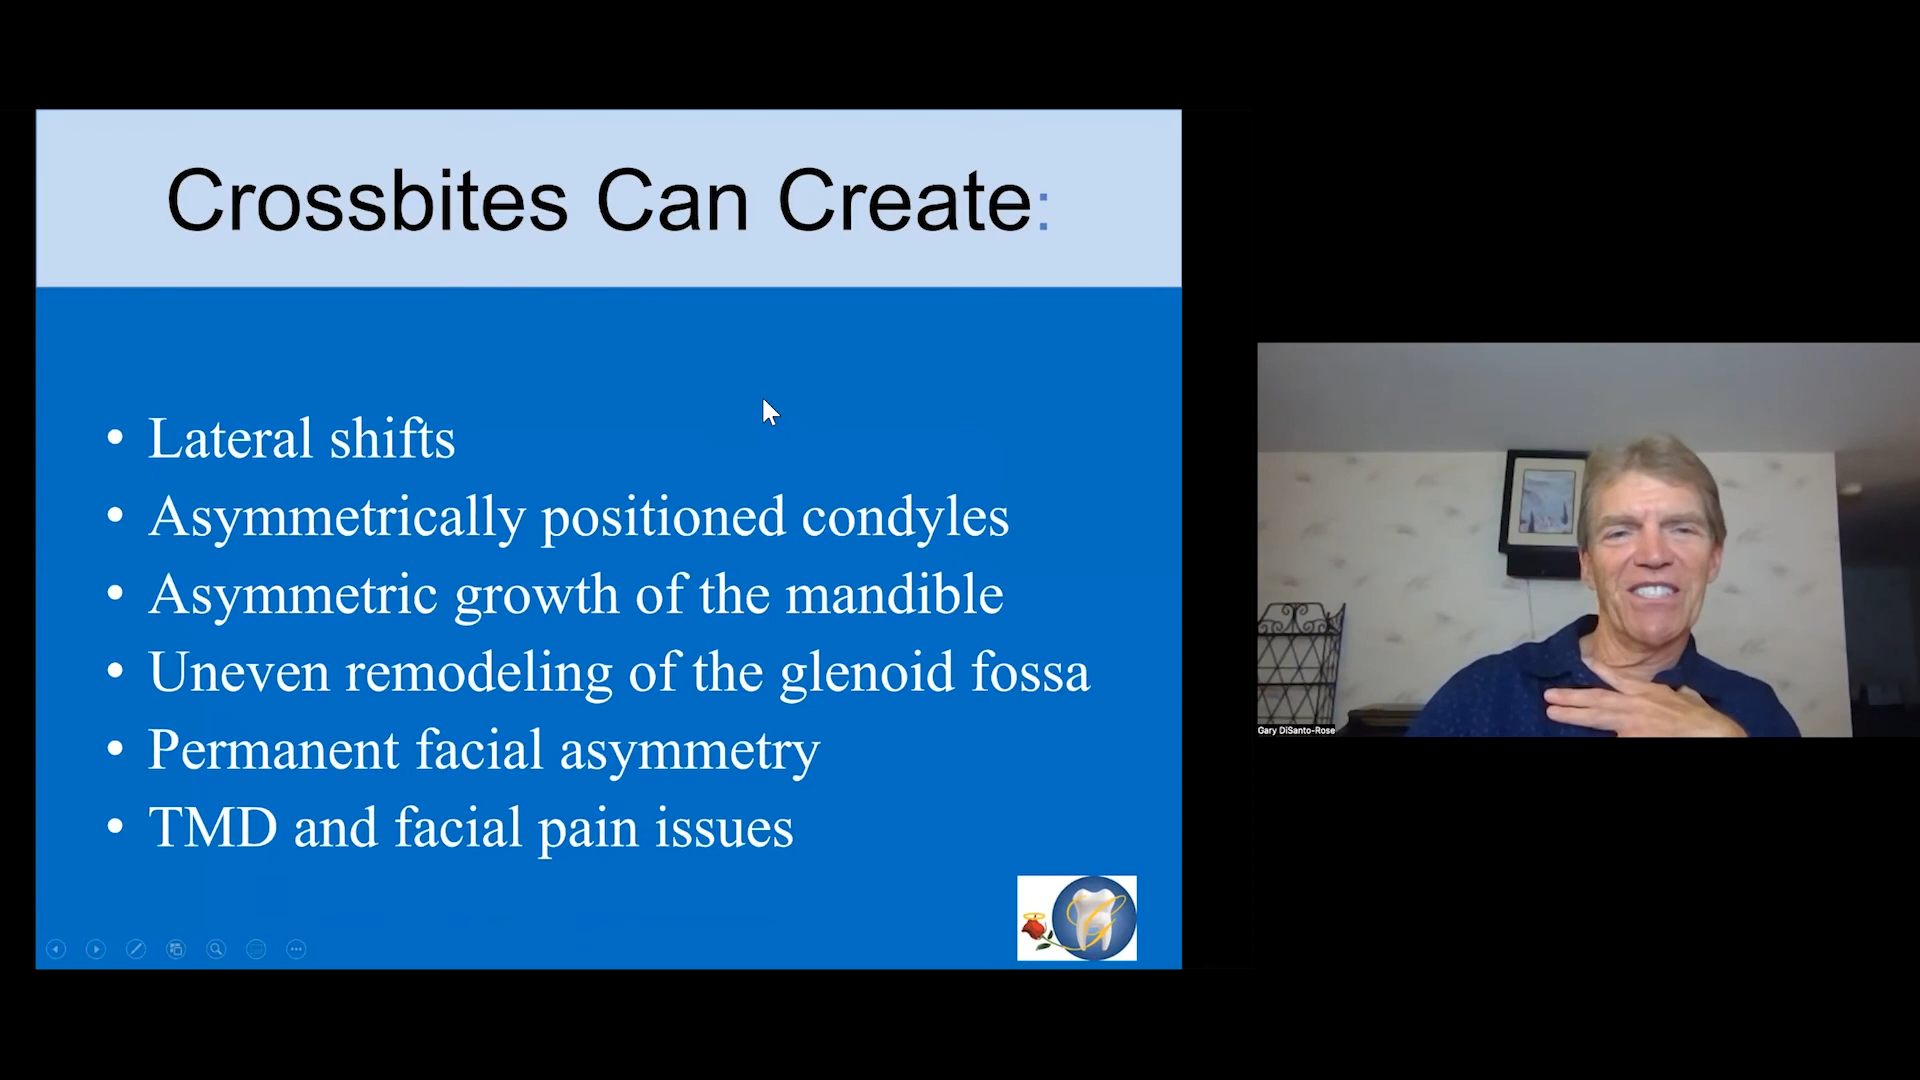 Crossbites Can Create:
• Lateral shifts
• Asymmetrically positioned condyles
• Asymmetric growth of the mandible
• Uneven remodeling of the glenoid fossa
• Permanent facial asymmetry
• TMD and facial pain issues
G
Gary DiSanto-Rose